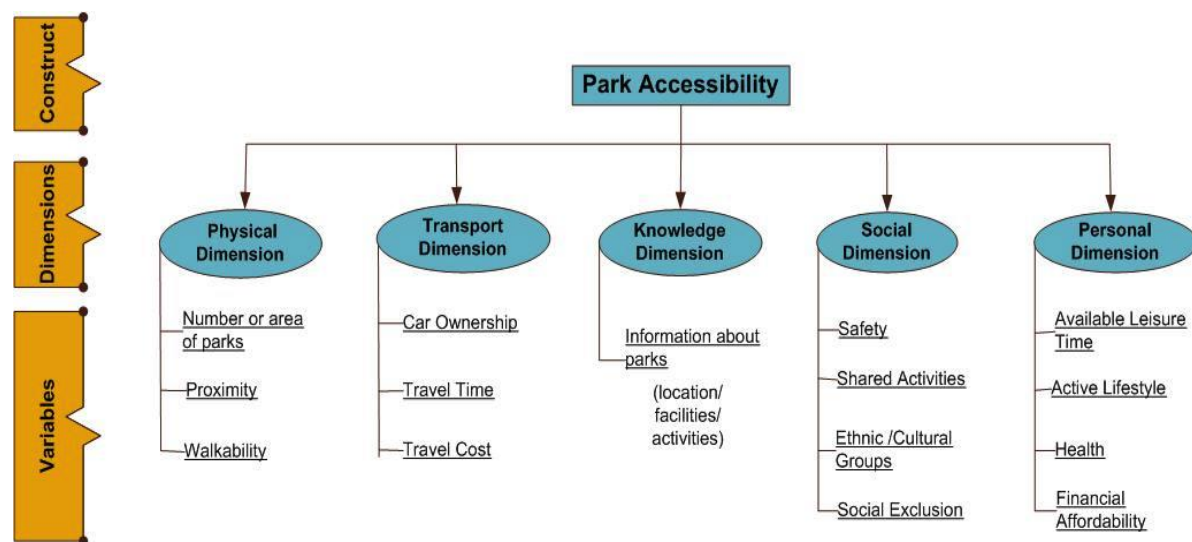 Construct
Park Accessibility
Dimensions
Physical
Dimension
Transport
Dimension
Knowledge
Dimension
Social
Dimension
Personal
Dimension
Variables
Number or area
of parks
Proximity
Walkability
Car Ownership
Travel Time
Travel Cost
Information about
parks
(location/
facilities/
activities)
Safety
Shared Activities
Ethnic /Cultural
Groups
Social Exclusion
Available Leisure
Time
Active Lifestyle
Health
Financial
Affordability